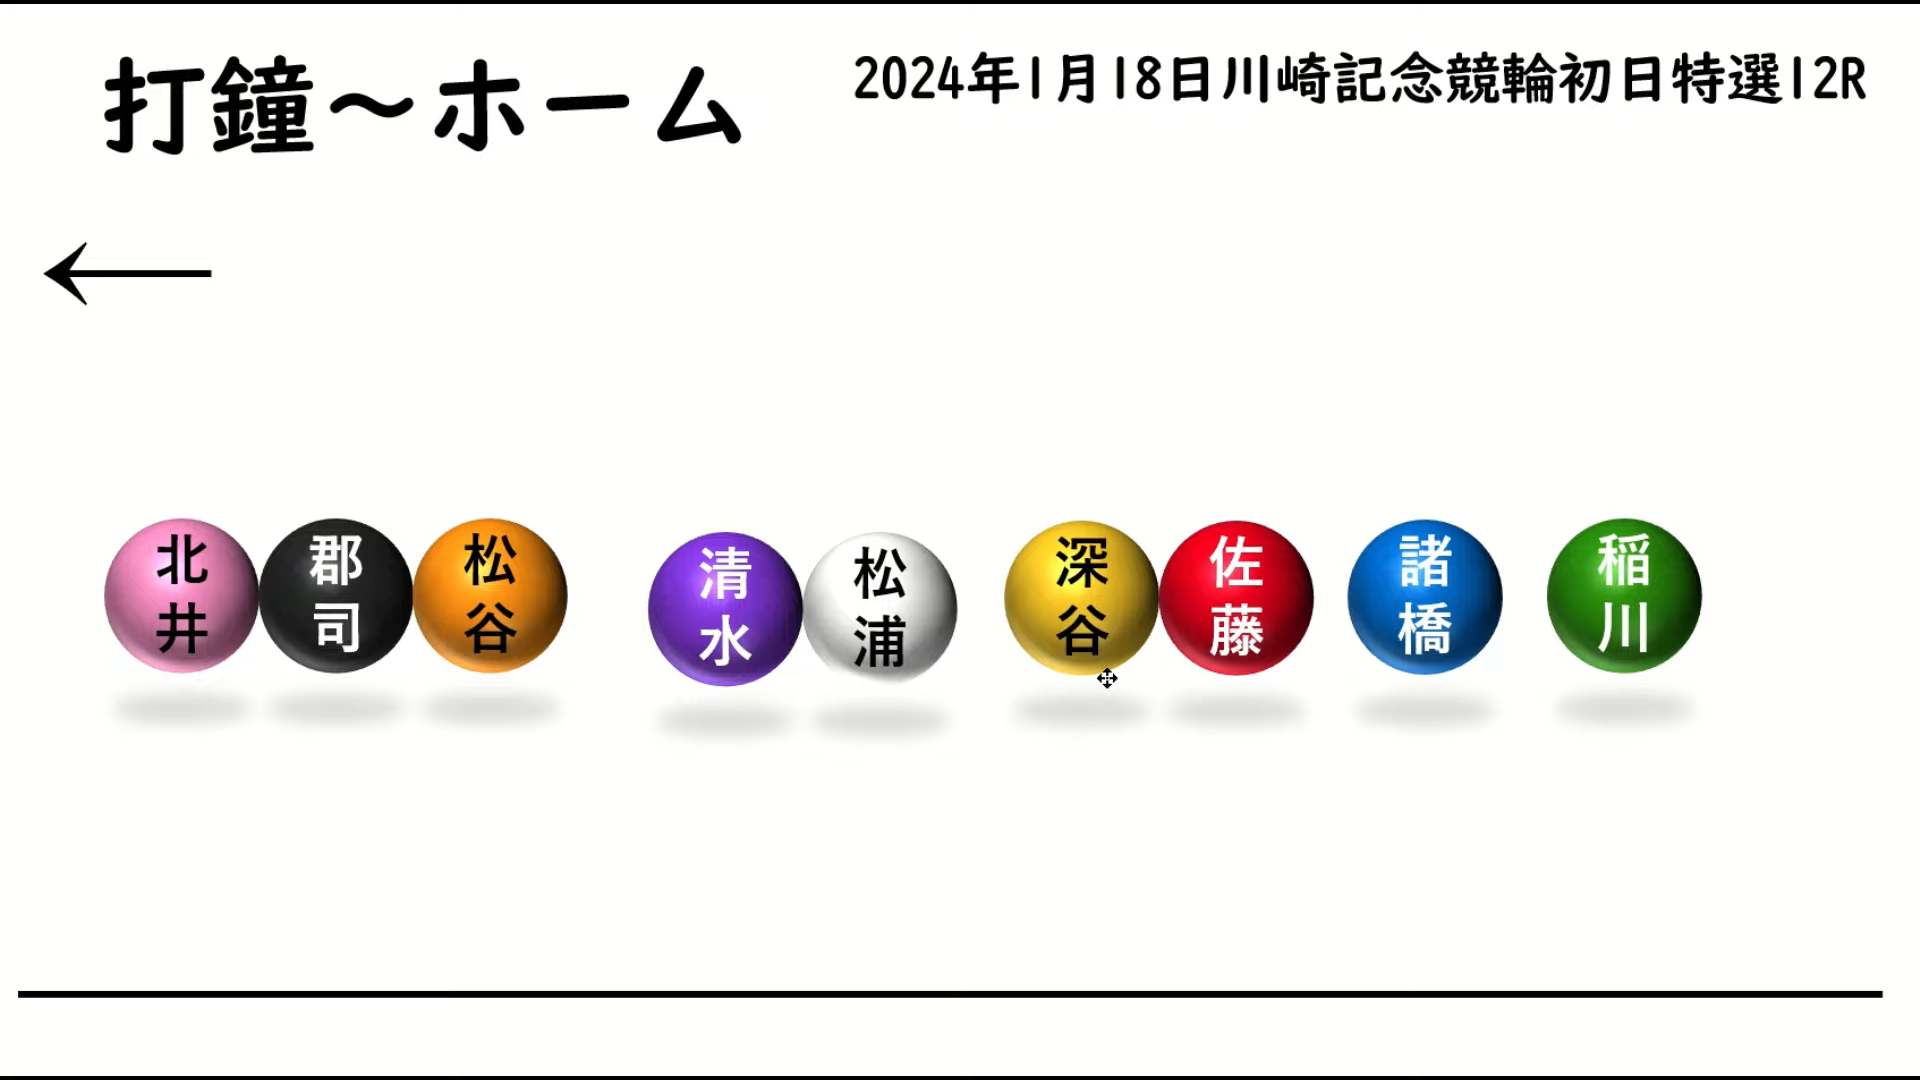 打鐘～ホーム
2024年1月18日川崎記念競輪初日特選12R
北井
郡司
松谷
清水
松浦
深谷
佐藤
諸橋
稲川